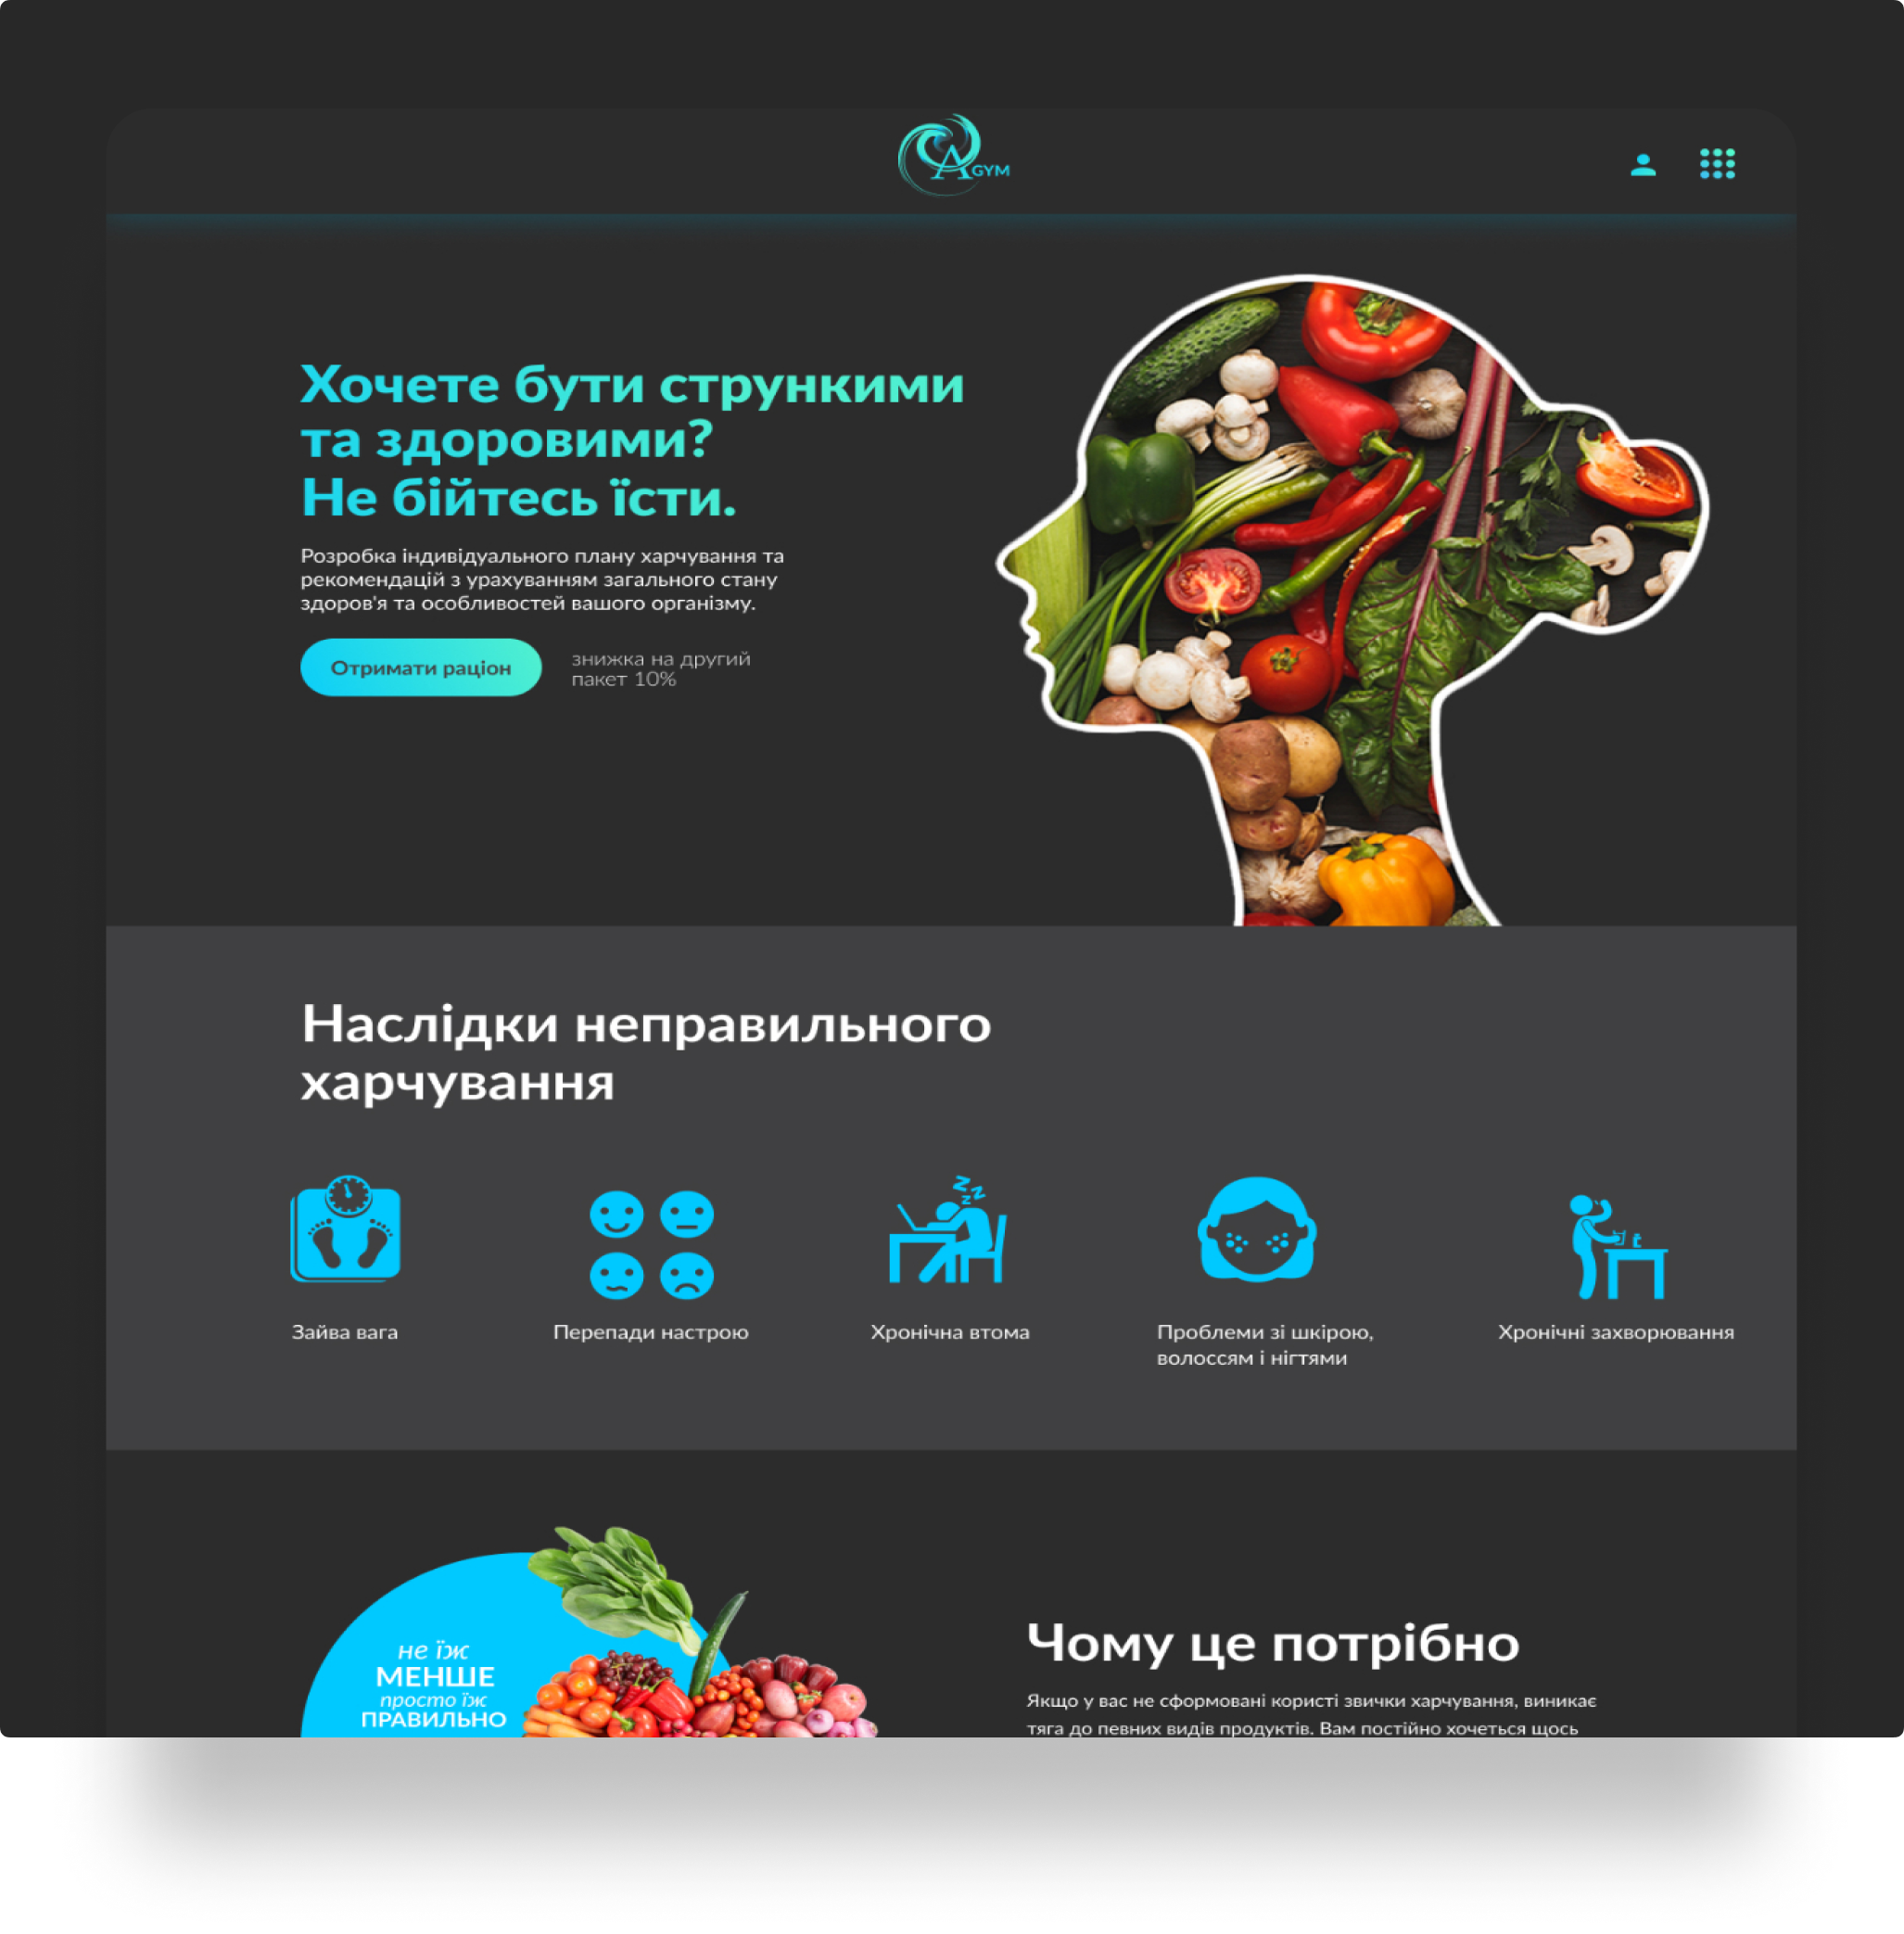 A GYM
Хочете бути стрункими
та здоровими?
Не бійтесь їсти.
Розробка індивідуального плану харчування та
рекомендацій з урахуванням загального стану
здоров'я та особливостей вашого організму.
Отримати раціон
знижка на другий
пакет 10%
Наслідки неправильного
харчування
Зайва вага
Перепади настрою
Хронічна втома
Проблеми зі шкірою,
волоссям і нігтями
Хронічні захворювання
не їж
МЕНШЕ
просто їж
ПРАВИЛЬНО
Чому це потрібно
Якщо у вас не сформовані користі звички харчування, виникає
тяга до певних видів продуктів. Вам постійно хочеться щось